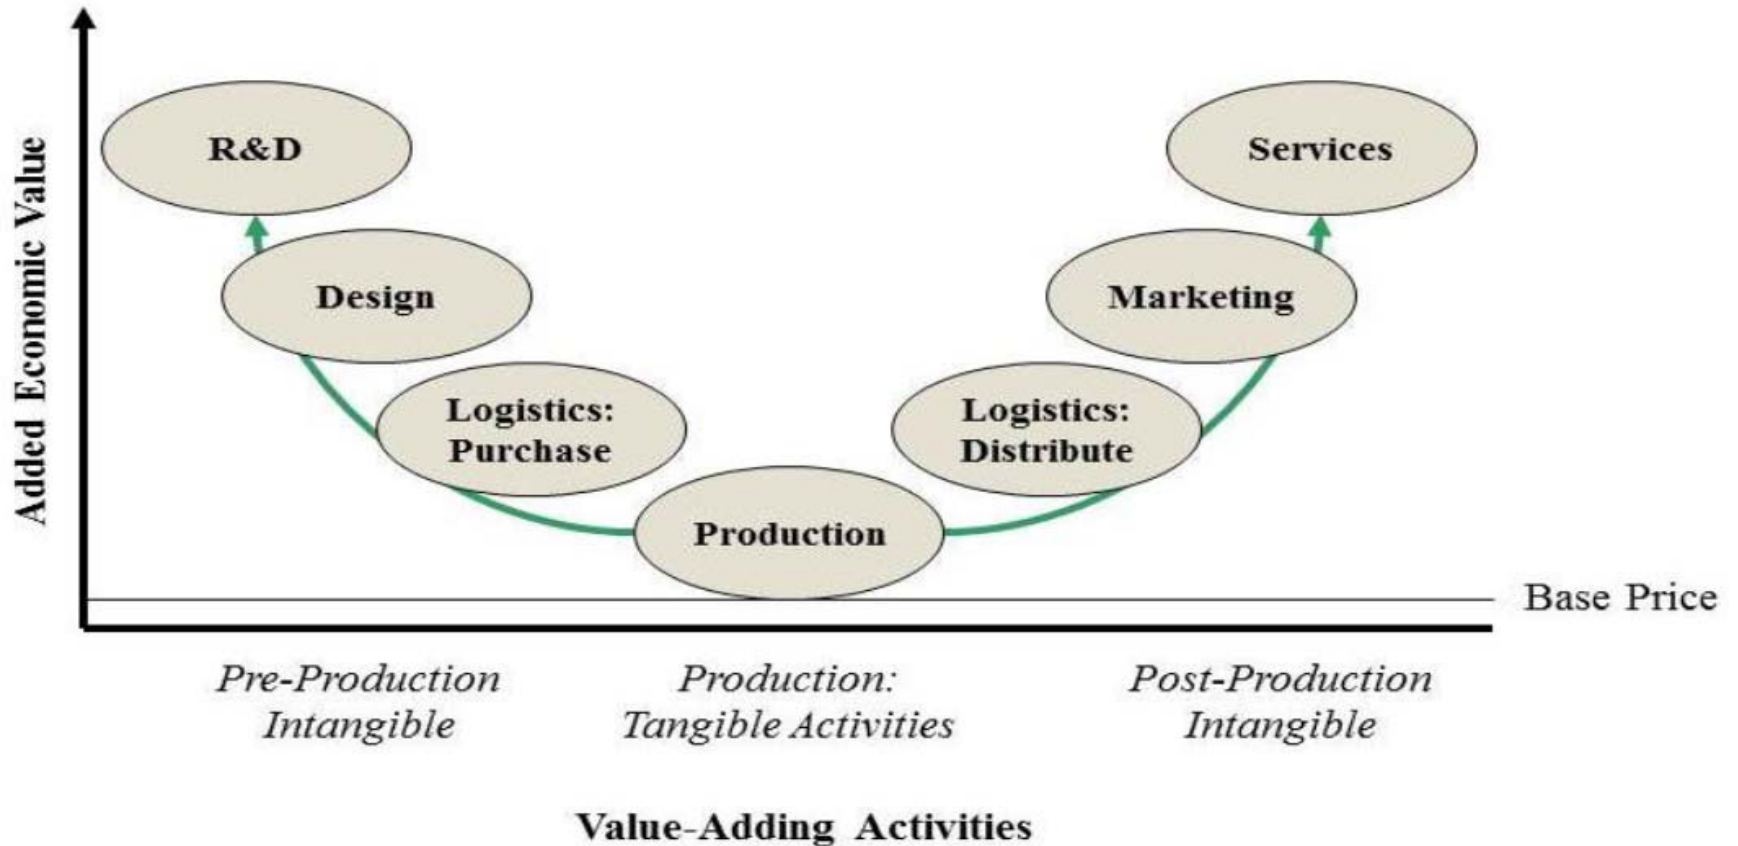 Added Economic Value
R&D
Services
Design
Marketing
Logistics:
Purchase
Logistics:
Distribute
Production
Base Price
Pre-Production
Intangible
Production:
Tangible Activities
Post-Production
Intangible
Value-Adding Activities